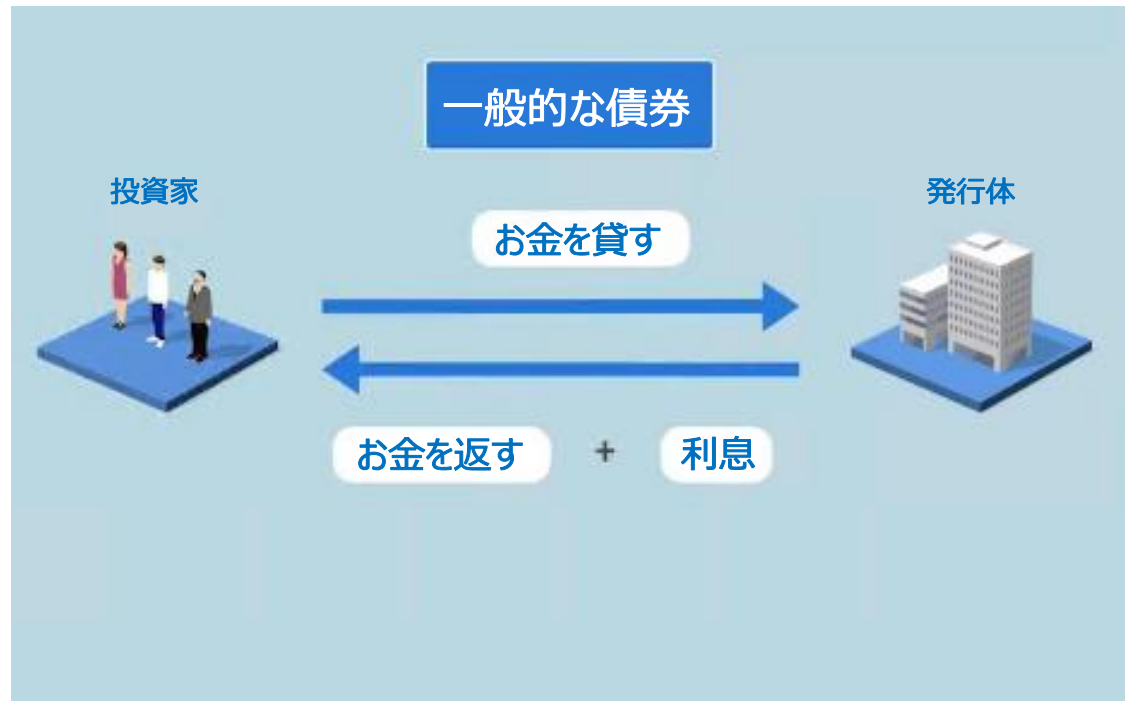 一般的な債券
投資家
発行体
お金を貸す
お金を返す + 利息